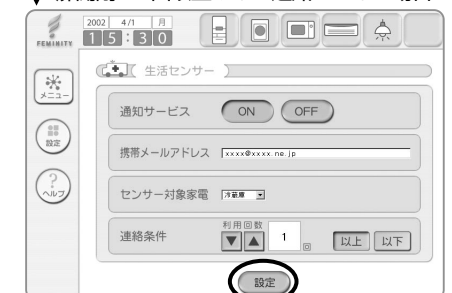 FEMINITY
2002 4/1 月
15:30
メニュー
設定
ヘルプ
生活センサー
通知サービス ON OFF
携帯メールアドレス xxxx@xxxx.ne.jp
センサー対象家電 冷蔵庫
利用回数
連絡条件 ▼ ▲ 1 回 以上 以下
設定